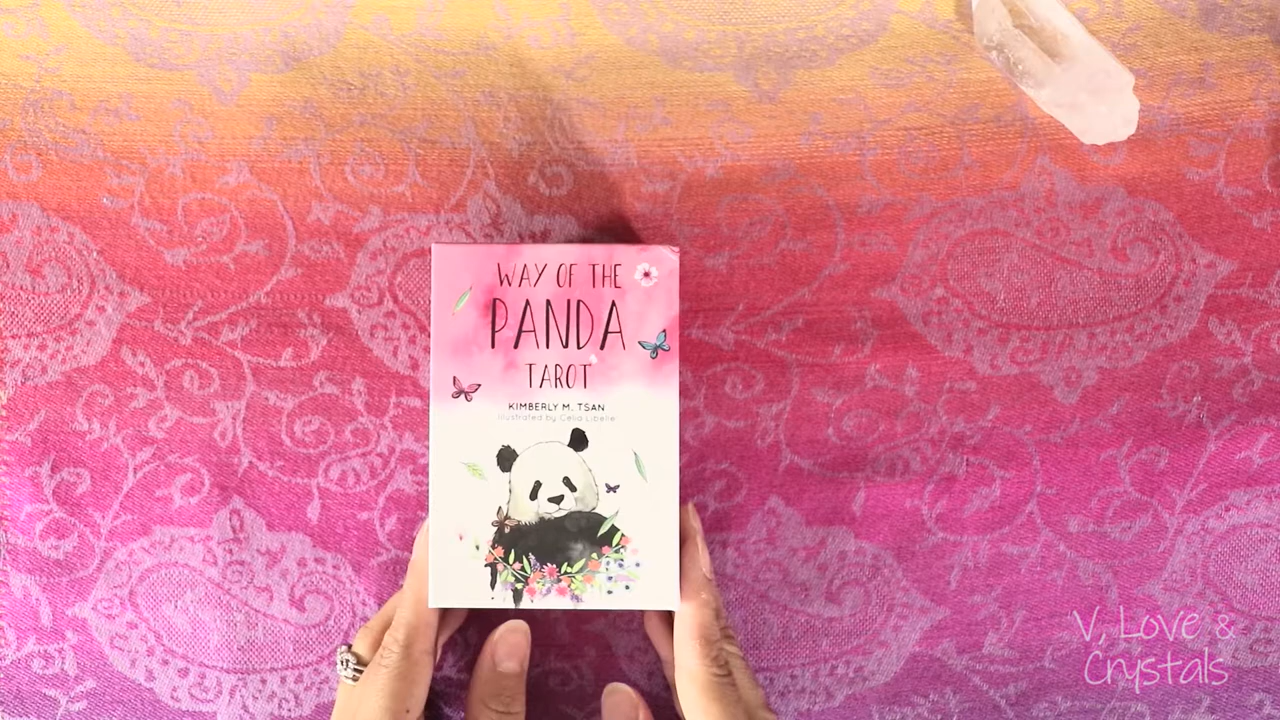 WAY OF THE
PANDA
TAROT
KIMBERLY M. TSAN
Illustrated by Celia Libelle
V, Love &
Crystals